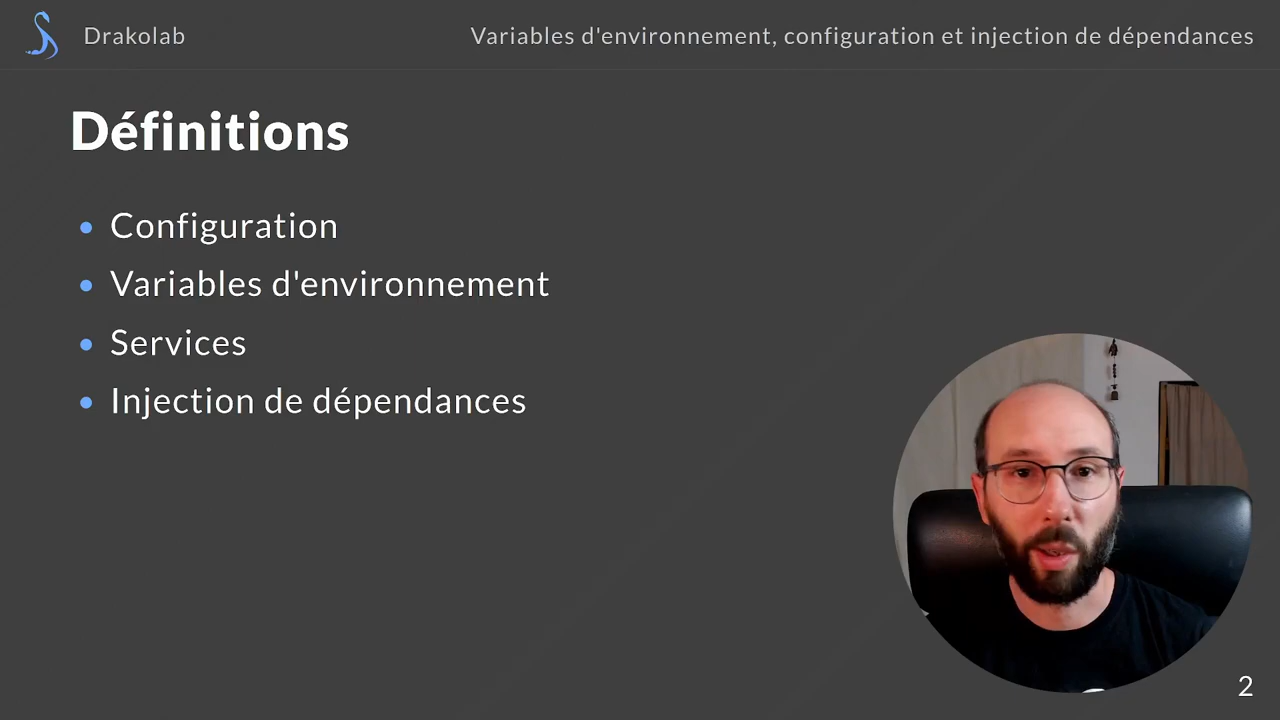 Drakolab
Variables d'environnement, configuration et injection de dépendances
Définitions
Configuration
Variables d'environnement
Services
Injection de dépendances
2